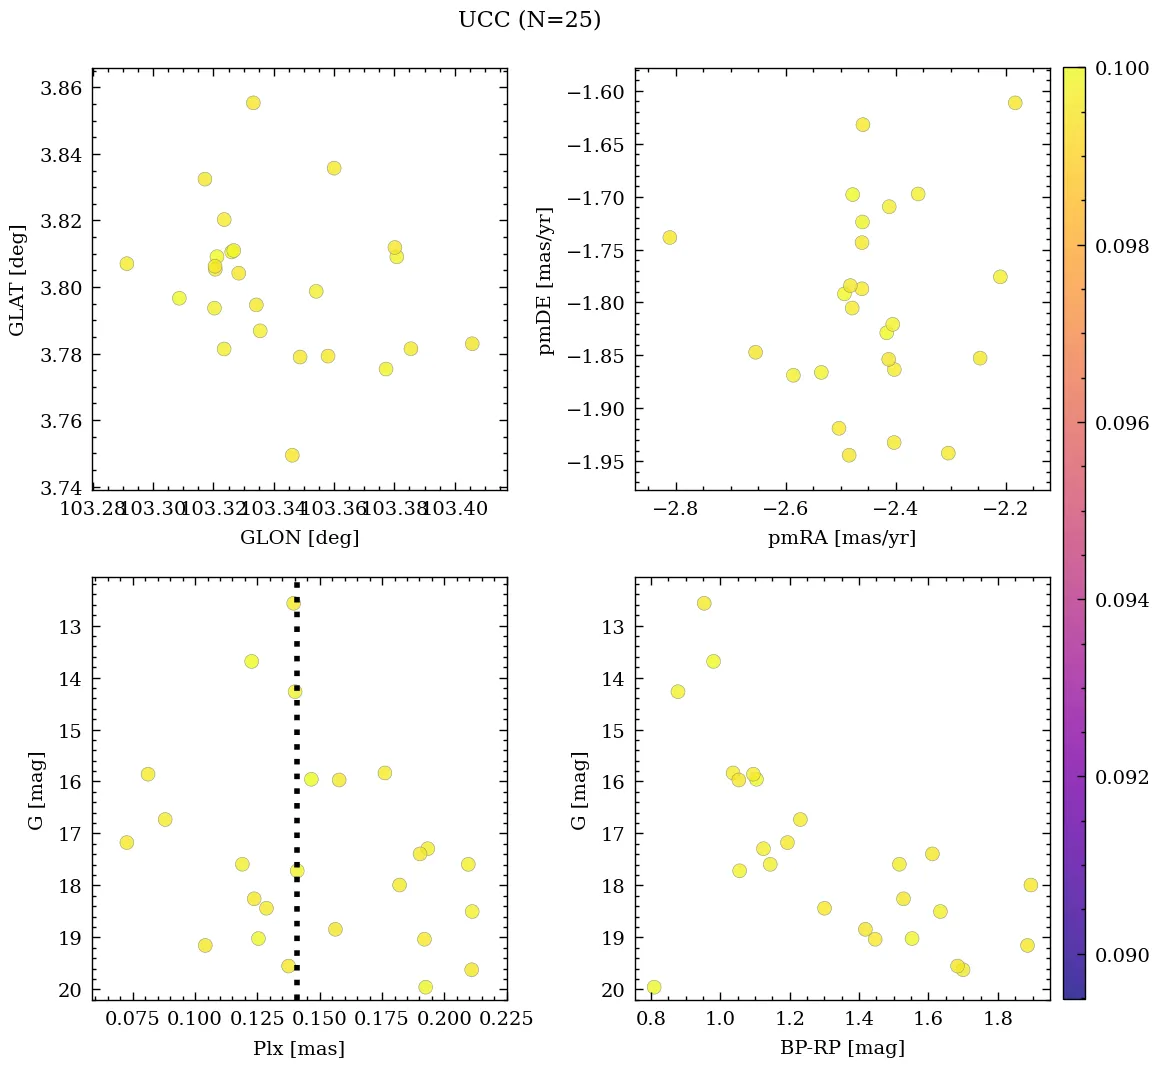 UCC (N=25)
3.86
3.84
3.82
3.80
3.78
3.76
3.74
GLAT [deg]
103.28 103.30 103.32 103.34 103.36 103.38 103.40
GLON [deg]
−1.60
−1.65
−1.70
−1.75
−1.80
−1.85
−1.90
−1.95
pmDE [mas/yr]
−2.8 −2.6 −2.4 −2.2
pmRA [mas/yr]
0.100
0.098
0.096
0.094
0.092
0.090
13
14
15
16
17
18
19
20
G [mag]
0.075 0.100 0.125 0.150 0.175 0.200 0.225
Plx [mas]
13
14
15
16
17
18
19
20
G [mag]
0.8 1.0 1.2 1.4 1.6 1.8
BP-RP [mag]